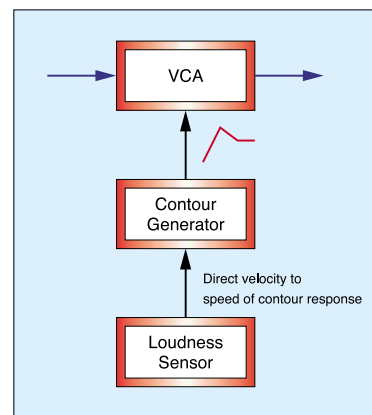 VCA
Contour
Generator
Direct velocity to
speed of contour response
Loudness
Sensor